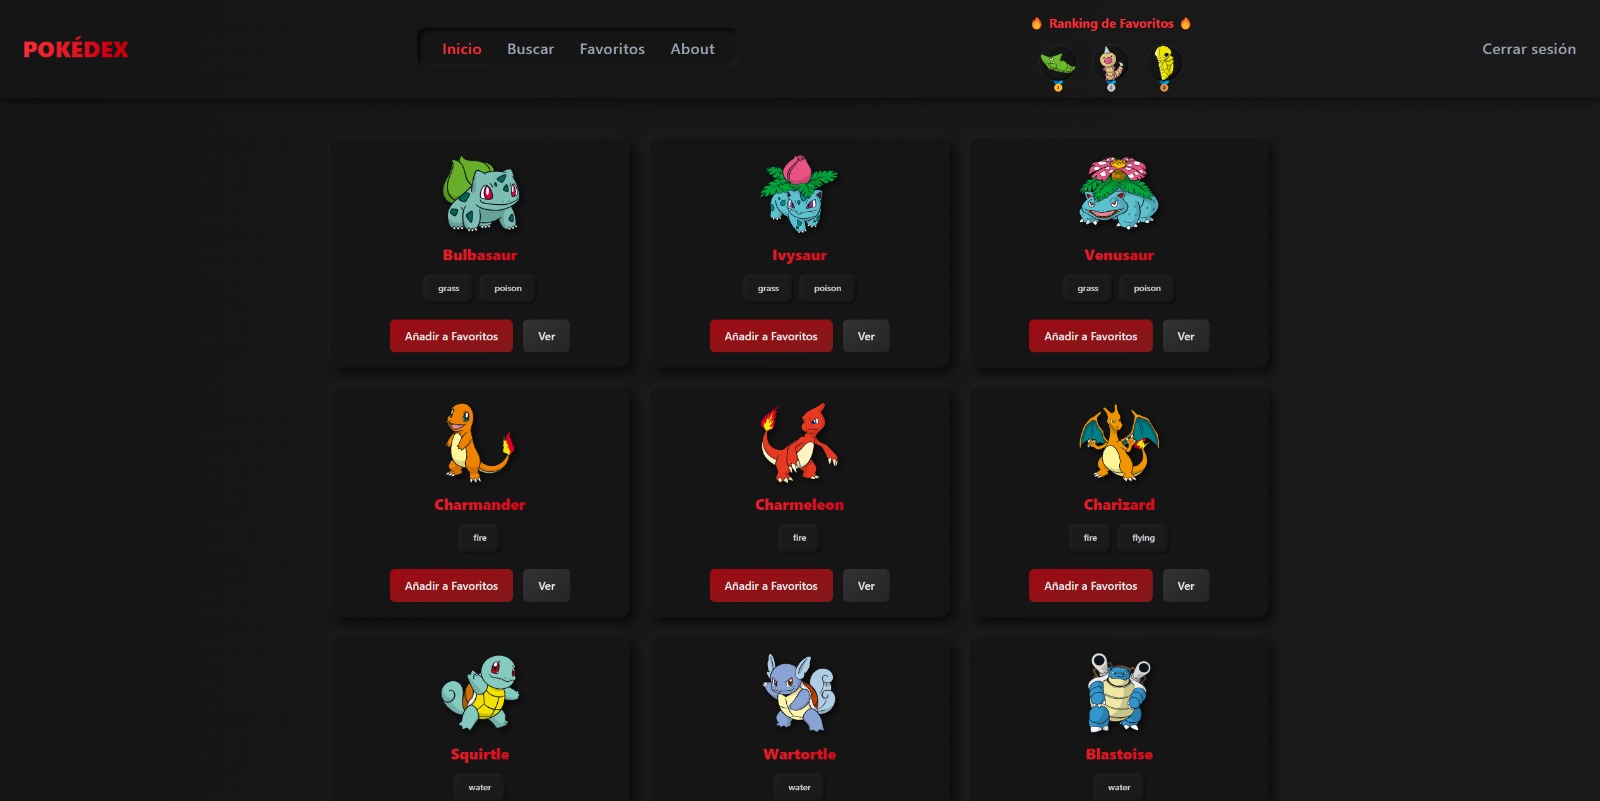 🔥 Ranking de Favoritos 🔥
POKÉDEX
Inicio Buscar Favoritos About
Cerrar sesión
Bulbasaur Ivysaur Venusaur
grass poison grass poison grass poison
Añadir a Favoritos Ver Añadir a Favoritos Ver Añadir a Favoritos Ver
Charmander Charmeleon Charizard
fire fire fire flying
Añadir a Favoritos Ver Añadir a Favoritos Ver Añadir a Favoritos Ver
Squirtle Wartortle Blastoise
water water water